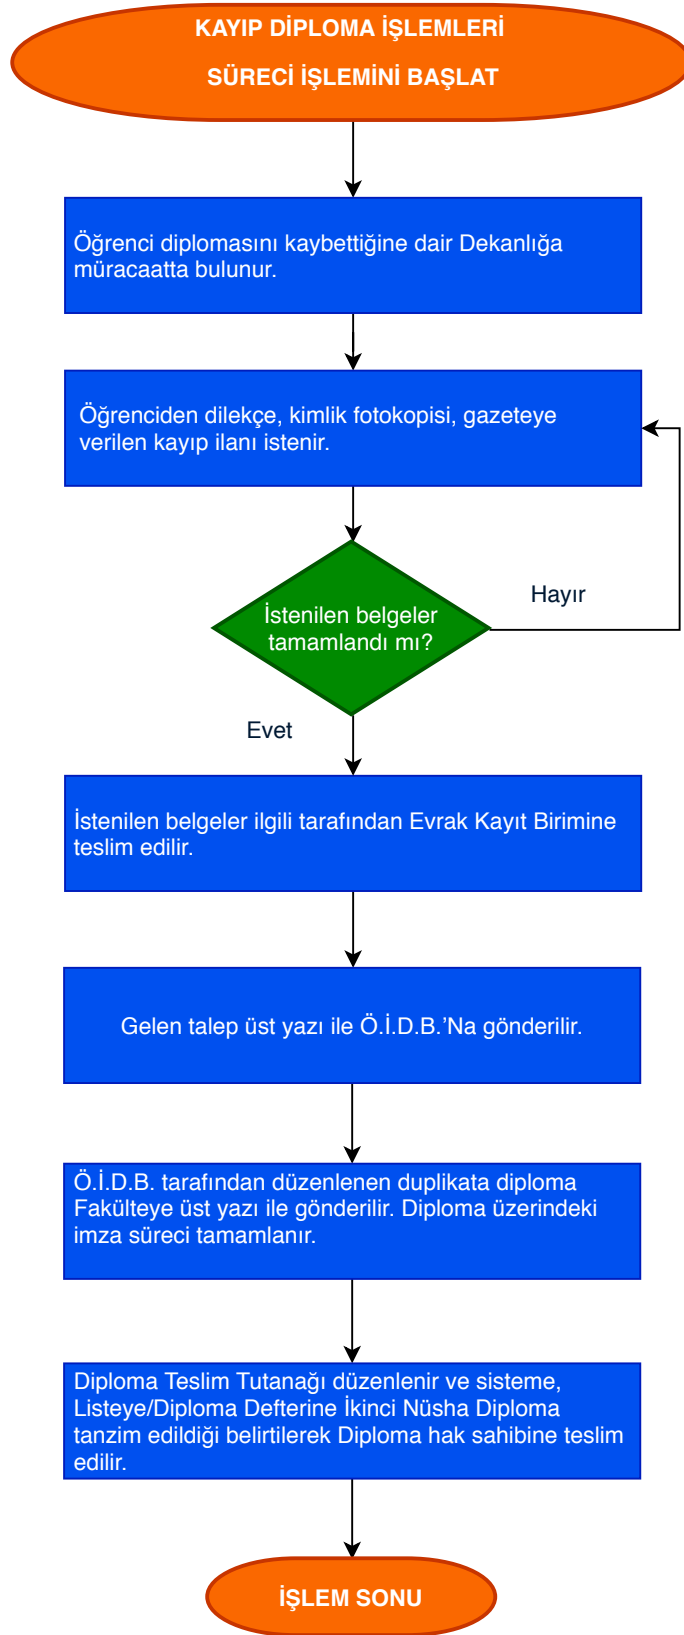 KAYIP DİPLOMA İŞLEMLERİ
SÜRECİ İŞLEMİNİ BAŞLAT
Öğrenci diplomasını kaybettiğine dair Dekanlığa
müracaatta bulunur.
Öğrenciden dilekçe, kimlik fotokopisi, gazeteye
verilen kayıp ilanı istenir.
Hayır
İstenilen belgeler
tamamlandı mı?
Evet
İstenilen belgeler ilgili tarafından Evrak Kayıt Birimine
teslim edilir.
Gelen talep üst yazı ile Ö.İ.D.B.’Na gönderilir.
Ö.İ.D.B. tarafından düzenlenen duplikata diploma
Fakülteye üst yazı ile gönderilir. Diploma üzerindeki
imza süreci tamamlanır.
Diploma Teslim Tutanağı düzenlenir ve sisteme,
Listeye/Diploma Defterine İkinci Nüsha Diploma
tanzim edildiği belirtilerek Diploma hak sahibine teslim
edilir.
İŞLEM SONU